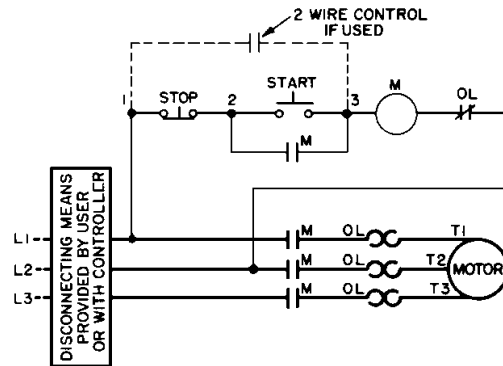 2 WIRE CONTROL
IF USED
START
M
OL
1
STOP
2
3
M
DISCONNECTING MEANS
PROVIDED BY USER
OR WITH CONTROLLER
L1
M
OL
T1
L2
M
OL
T2
MOTOR
L3
M
OL
T3